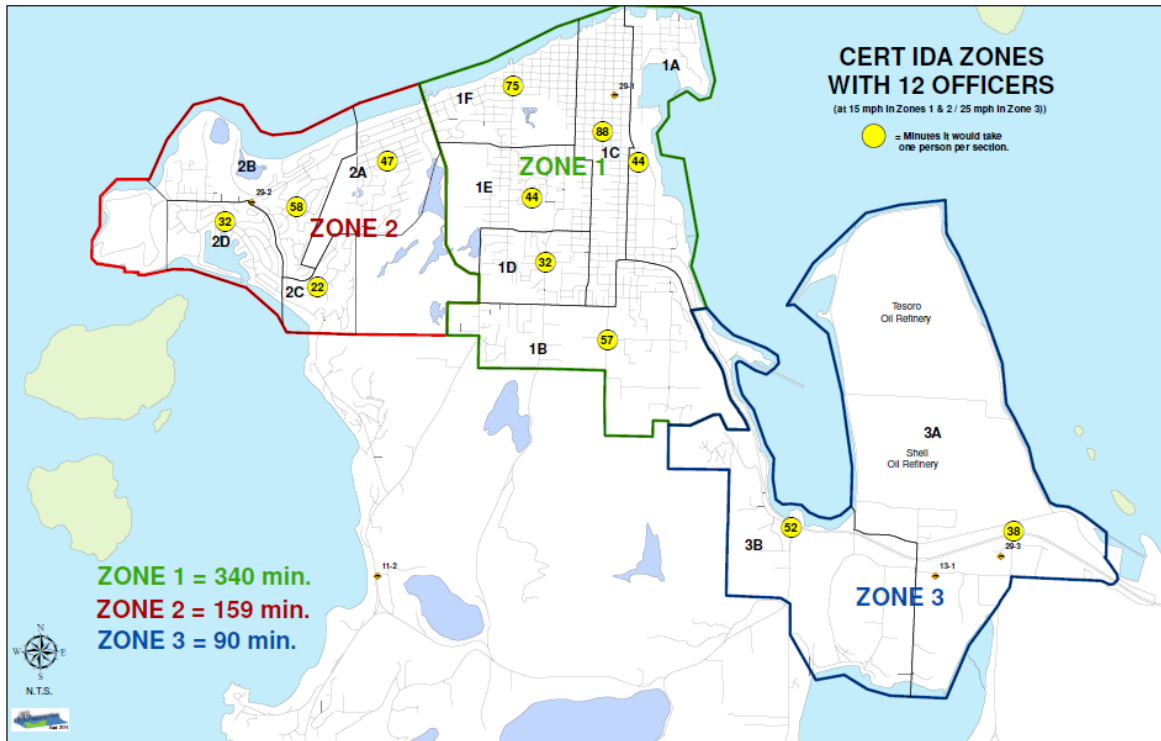 CERT IDA ZONES
WITH 12 OFFICERS
(at 15 mph in Zones 1 & 2 / 25 mph in Zone 3))
= Minutes it would take
one person per section.
1A
29-1
75
1F
88
1C
44
ZONE 1
1E
44
1D
32
57
1B
2B
2A
47
29-2
58
32
2D
ZONE 2
2C
22
Tesoro
Oil Refinery
3A
Shell
Oil Refinery
52
38
3B
29-3
13-1
ZONE 3
11-2
ZONE 1 = 340 min.
ZONE 2 = 159 min.
ZONE 3 = 90 min.
N
W
E
S
N.T.S.